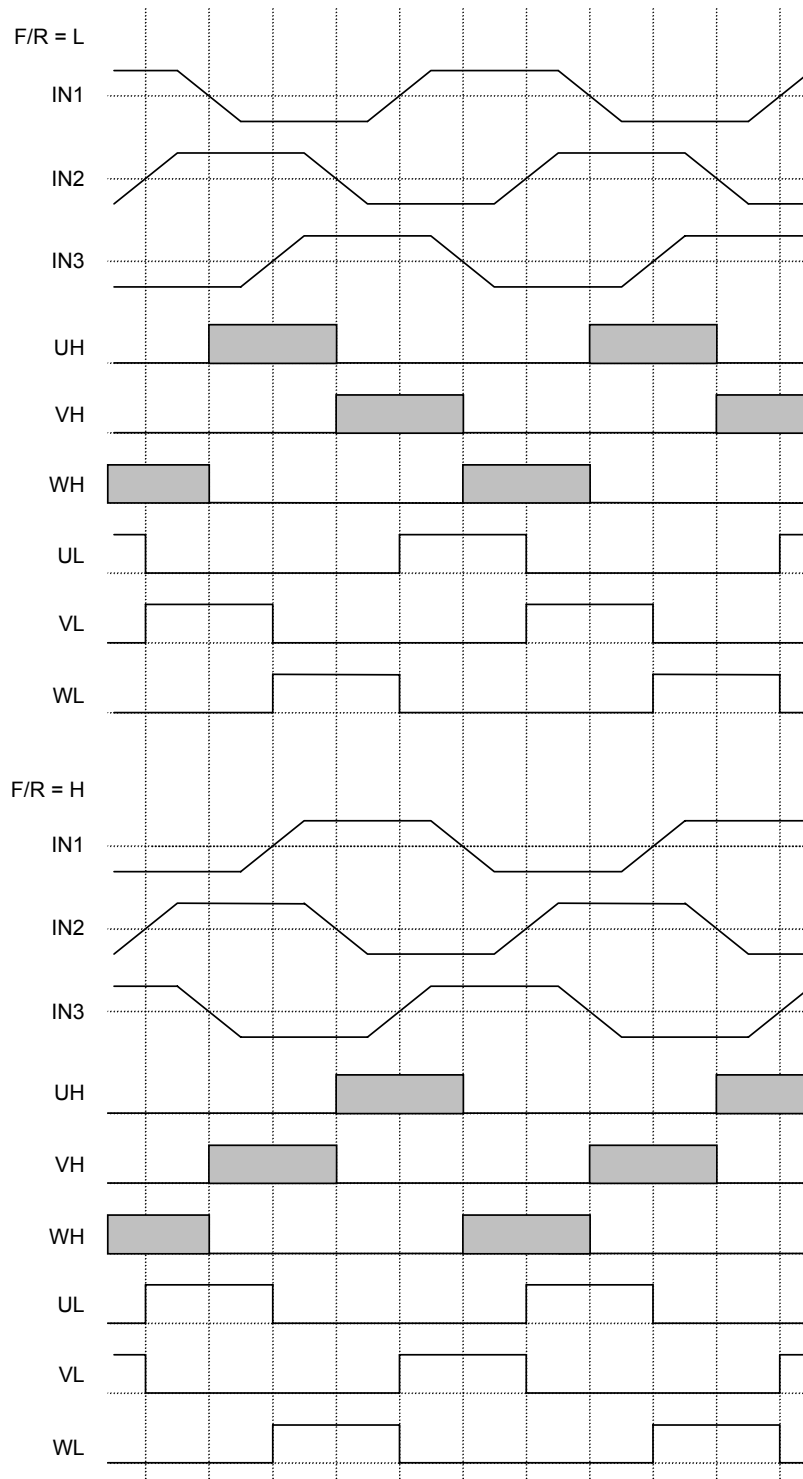 F/R = L
IN1
IN2
IN3
UH
VH
WH
UL
VL
WL
F/R = H
IN1
IN2
IN3
UH
VH
WH
UL
VL
WL